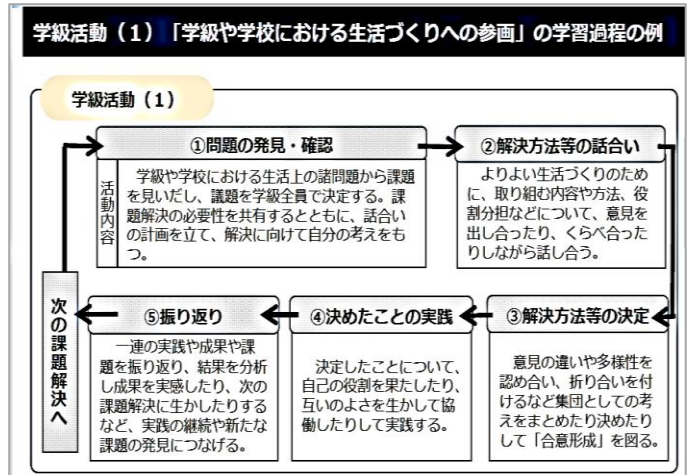 学級活動(1)「学級や学校における生活づくりへの参画」の学習過程の例
学級活動(1)
①問題の発見・確認
活動内容
学級や学校における生活上の諸問題から課題
を見いだし、議題を学級全員で決定する。課
題解決の必要性を共有するとともに、話合い
の計画を立て、解決に向けて自分の考えをも
つ。
②解決方法等の話合い
よりよい生活づくりのため
に、取り組む内容や方法、役
割分担などについて、意見を
出し合ったり、くらべ合った
りしながら話し合う。
③解決方法等の決定
意見の違いや多様性を
認め合い、折り合いを付
けるなど集団としての考
えをまとめたり決めたり
して「合意形成」を図る。
④決めたことの実践
決定したことについて、
自己の役割を果たしたり、
互いのよさを生かして協
働したりして実践する。
⑤振り返り
一連の実践や成果や課
題を振り返り、結果を分析
し成果を実感したり、次の
課題解決に生かしたりする
など、実践の継続や新たな
課題の発見につなげる。
次の課題解決へ